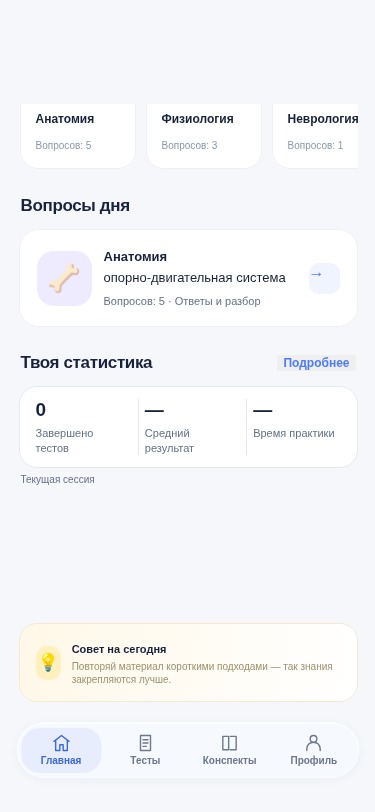 Анатомия
Физиология
Неврология
Вопросов: 5
Вопросов: 3
Вопросов: 1
Вопросы дня
Анатомия
опорно-двигательная система
→
Вопросов: 5 · Ответы и разбор
Твоя статистика
Подробнее
0
—
—
Завершено
тестов
Средний
результат
Время практики
Текущая сессия
Совет на сегодня
Повторяй материал короткими подходами — так знания
закрепляются лучше.
Главная
Тесты
Конспекты
Профиль